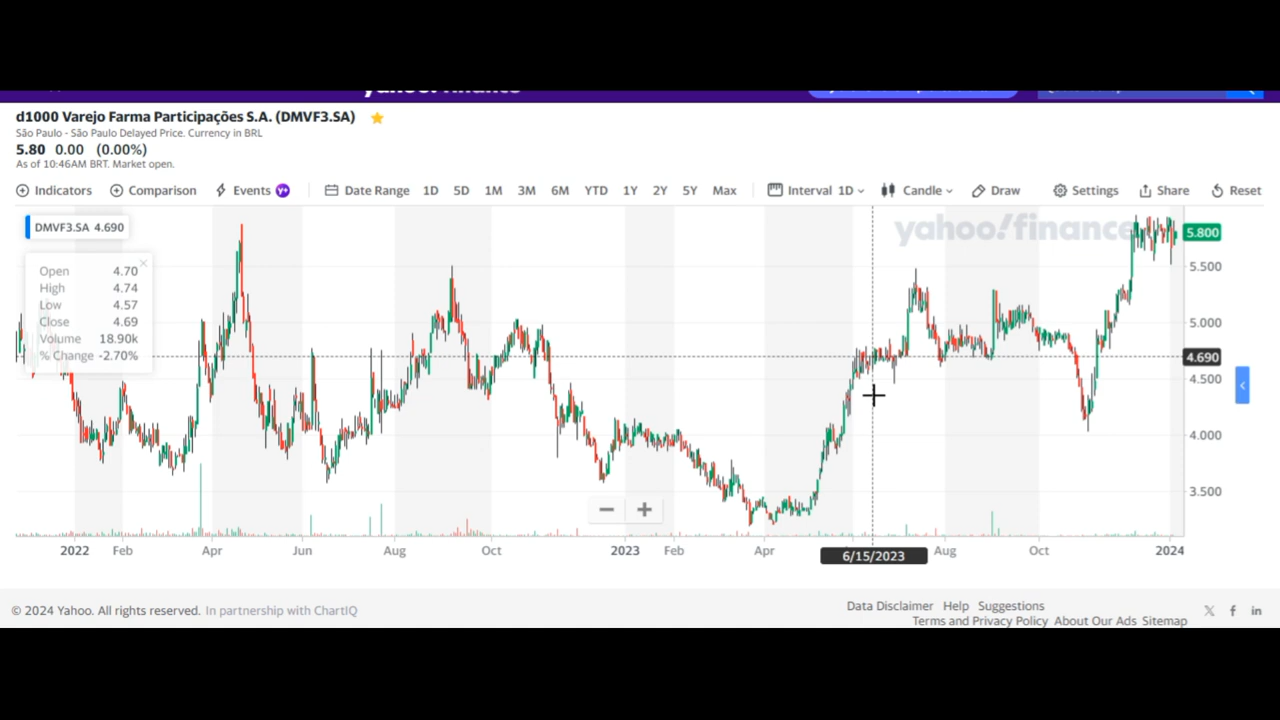 d1000 Varejo Farma Participações S.A. (DMVF3.SA)
São Paulo - São Paulo Delayed Price. Currency in BRL
5.80 0.00 (0.00%)
As of 10:46AM BRT. Market open.
Indicators Comparison Events Y+ Date Range 1D 5D 1M 3M 6M YTD 1Y 2Y 5Y Max Interval 1D Candle Draw Settings Share Reset
DMVF3.SA 4.690
yahoo!finance
5.800
Open 4.70
High 4.74
Low 4.57
Close 4.69
Volume 18.90k
% Change -2.70%
5.500
5.000
4.690
4.500
4.000
3.500
2022 Feb Apr Jun Aug Oct 2023 Feb Apr 6/15/2023 Aug Oct 2024
© 2024 Yahoo. All rights reserved. In partnership with ChartIQ
Data Disclaimer Help Suggestions
Terms and Privacy Policy About Our Ads Sitemap